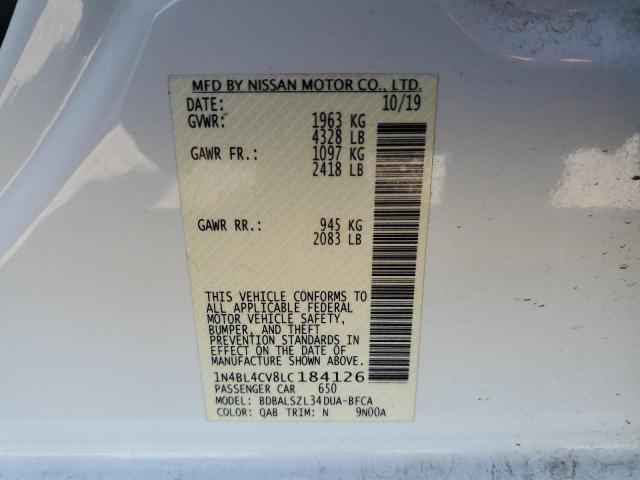 MFD BY NISSAN MOTOR CO., LTD.
DATE: 10/19
GVWR: 1963 KG
4328 LB
GAWR FR.: 1097 KG
2418 LB
GAWR RR.: 945 KG
2083 LB
THIS VEHICLE CONFORMS TO
ALL APPLICABLE FEDERAL
MOTOR VEHICLE SAFETY,
BUMPER, AND THEFT
PREVENTION STANDARDS IN
EFFECT ON THE DATE OF
MANUFACTURE SHOWN ABOVE.
1N4BL4CV8LC184126
PASSENGER CAR 650
MODEL: BDBALSZL34DUA-BFCA
COLOR: QAB TRIM: N 9N00A